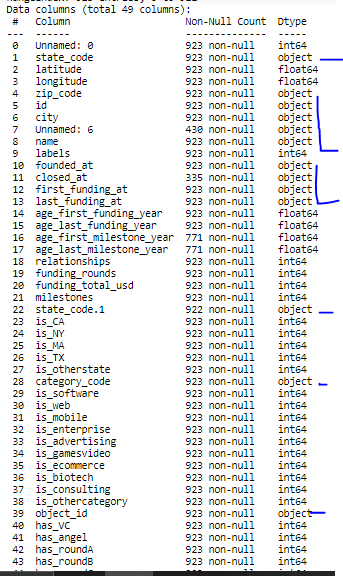 Data columns (total 49 columns):
# Column Non-Null Count Dtype
--- ------ -------------- -----
0 Unnamed: 0 923 non-null int64
1 state_code 923 non-null object
2 latitude 923 non-null float64
3 longitude 923 non-null float64
4 zip_code 923 non-null object
5 id 923 non-null object
6 city 923 non-null object
7 Unnamed: 6 430 non-null object
8 name 923 non-null object
9 labels 923 non-null int64
10 founded_at 923 non-null object
11 closed_at 335 non-null object
12 first_funding_at 923 non-null object
13 last_funding_at 923 non-null object
14 age_first_funding_year 923 non-null float64
15 age_last_funding_year 923 non-null float64
16 age_first_milestone_year 771 non-null float64
17 age_last_milestone_year 771 non-null float64
18 relationships 923 non-null int64
19 funding_rounds 923 non-null int64
20 funding_total_usd 923 non-null int64
21 milestones 923 non-null int64
22 state_code.1 922 non-null object
23 is_CA 923 non-null int64
24 is_NY 923 non-null int64
25 is_MA 923 non-null int64
26 is_TX 923 non-null int64
27 is_otherstate 923 non-null int64
28 category_code 923 non-null object
29 is_software 923 non-null int64
30 is_web 923 non-null int64
31 is_mobile 923 non-null int64
32 is_enterprise 923 non-null int64
33 is_advertising 923 non-null int64
34 is_gamesvideo 923 non-null int64
35 is_ecommerce 923 non-null int64
36 is_biotech 923 non-null int64
37 is_consulting 923 non-null int64
38 is_othercategory 923 non-null int64
39 object_id 923 non-null object
40 has_VC 923 non-null int64
41 has_angel 923 non-null int64
42 has_roundA 923 non-null int64
43 has_roundB 923 non-null int64